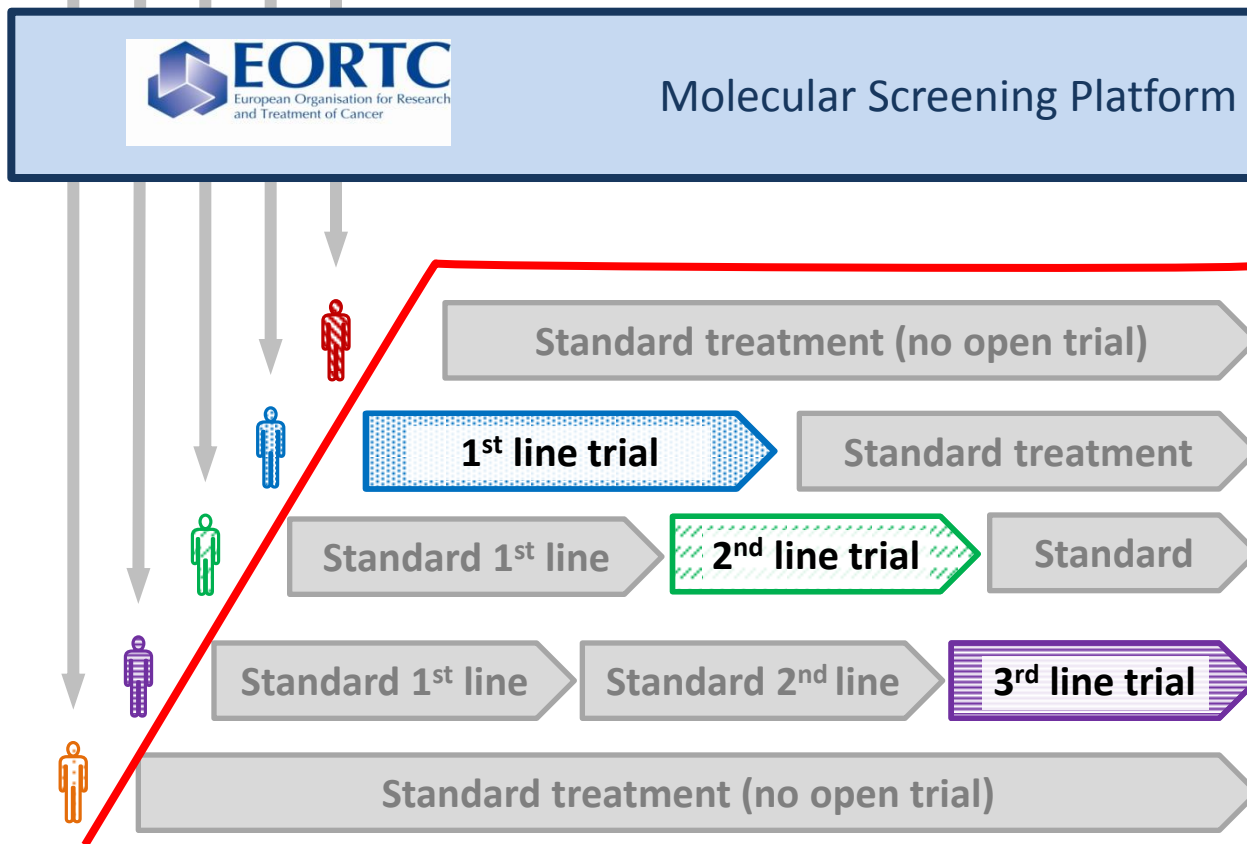 EORTC
European Organisation for Research
and Treatment of Cancer
Molecular Screening Platform
Standard treatment (no open trial)
1st line trial
Standard treatment
Standard 1st line
2nd line trial
Standard
Standard 1st line
Standard 2nd line
3rd line trial
Standard treatment (no open trial)